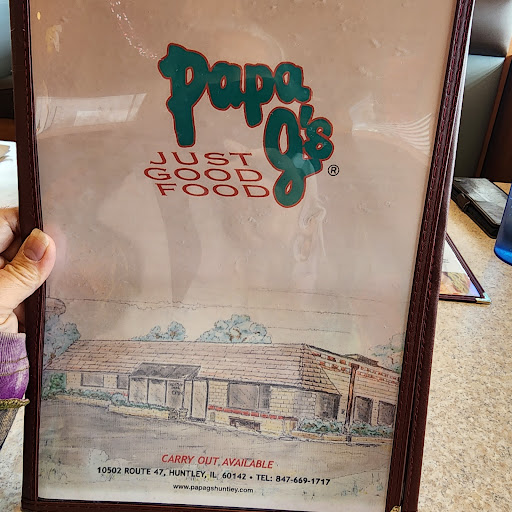 papa
g's ®
JUST
GOOD
FOOD
CARRY OUT AVAILABLE
10502 ROUTE 47, HUNTLEY, IL 60142 • TEL: 847-669-1717
www.papagshuntley.com